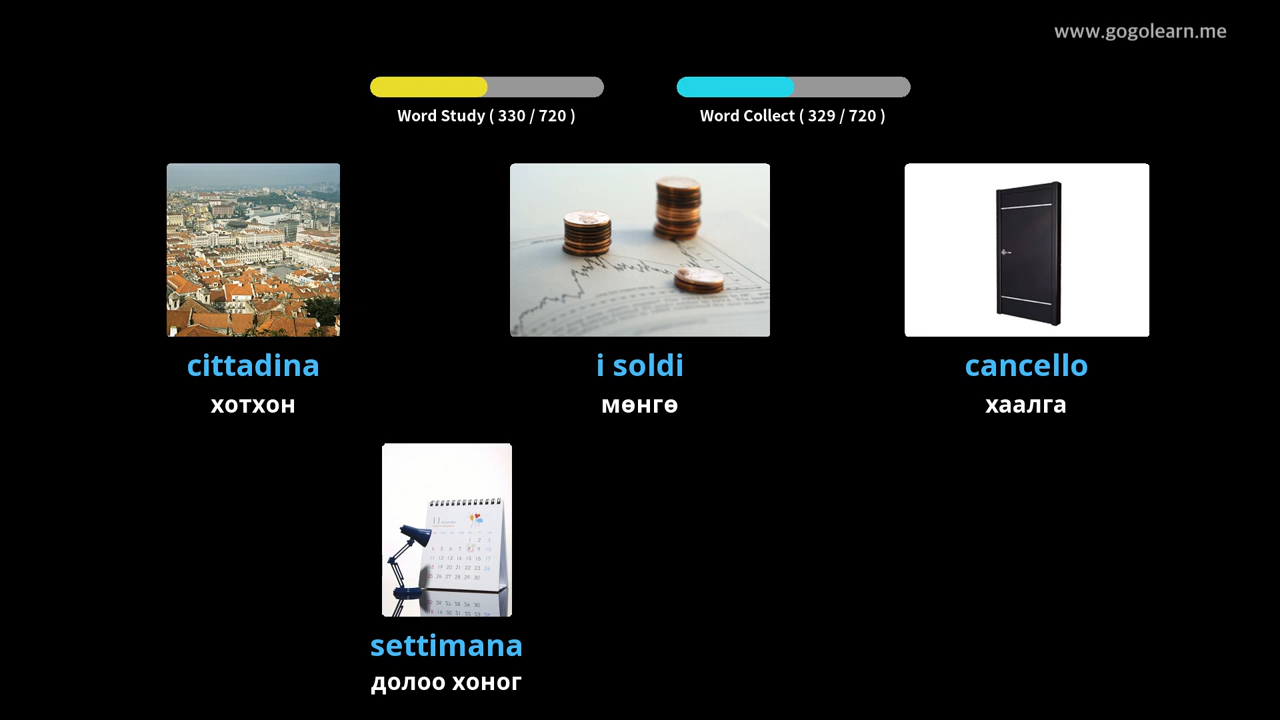 www.gogolearn.me
Word Study ( 330 / 720 )
Word Collect ( 329 / 720 )
cittadina
хотхон
i soldi
мөнгө
cancello
хаалга
settimana
долоо хоног